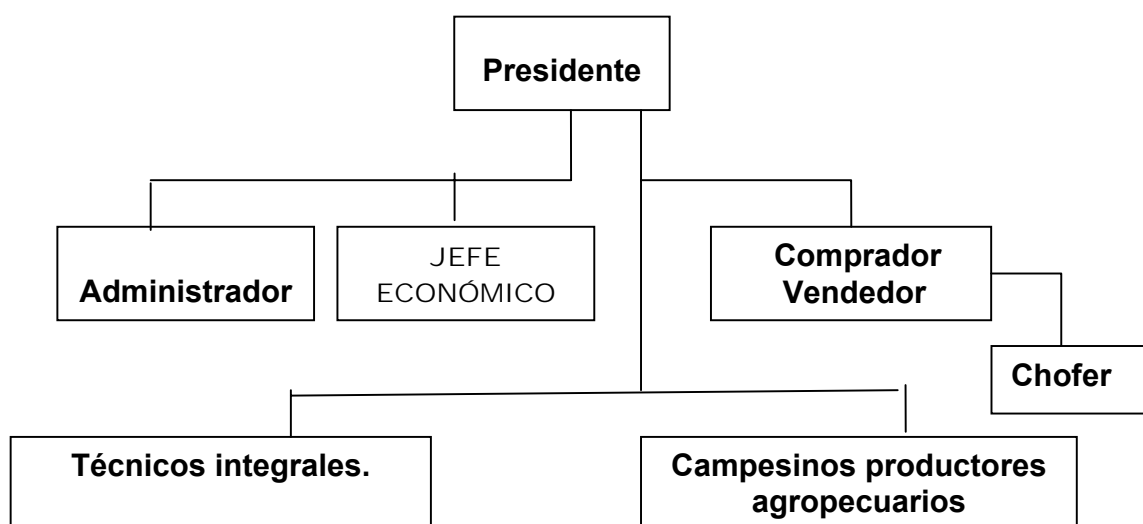 Presidente
Administrador
JEFE
ECONÓMICO
Comprador
Vendedor
Chofer
Técnicos integrales.
Campesinos productores
agropecuarios